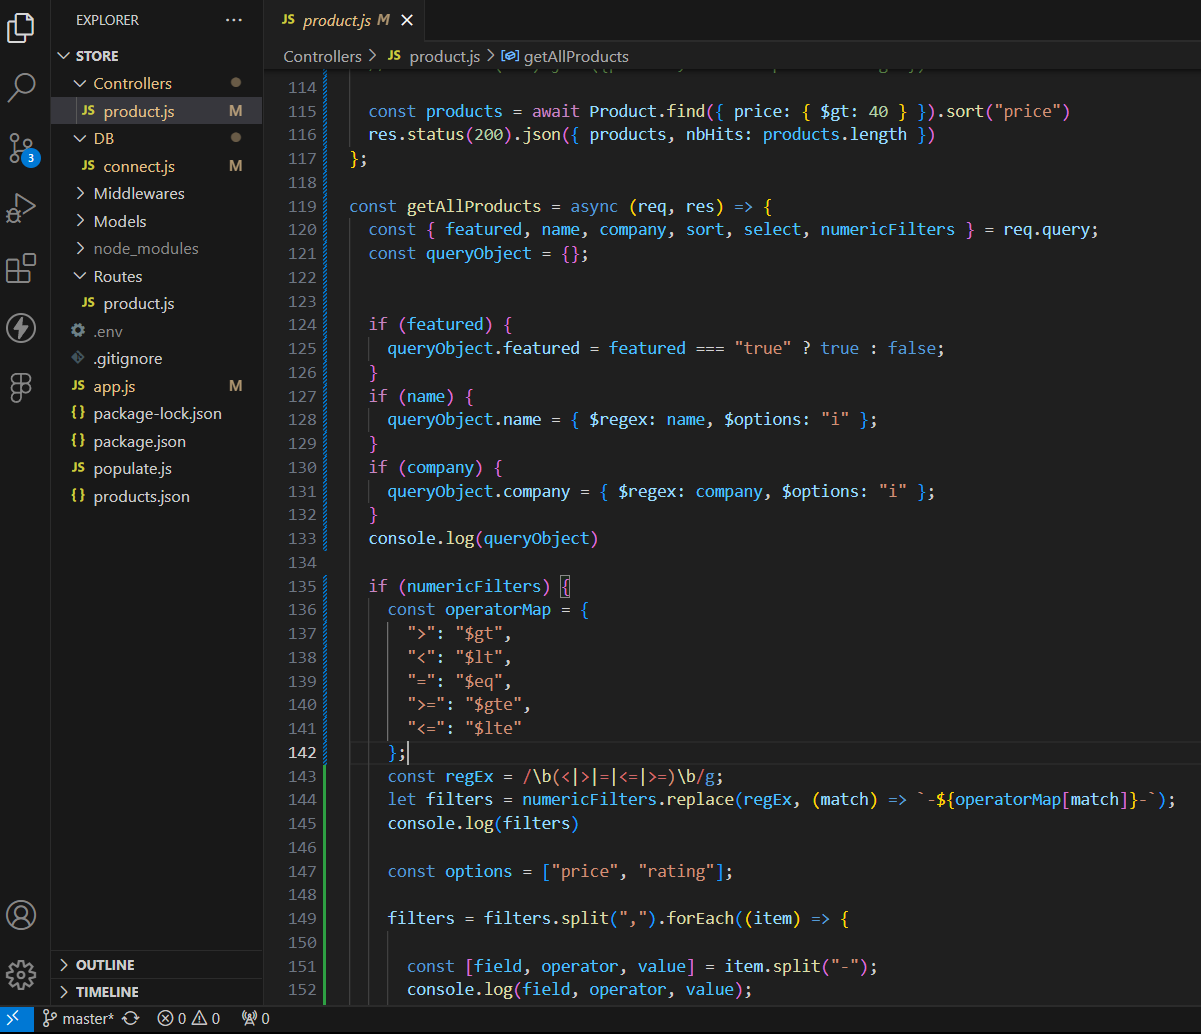 EXPLORER
···
STORE
Controllers
JS product.js M
DB
JS connect.js M
Middlewares
Models
node_modules
Routes
JS product.js
.env
.gitignore
JS app.js M
{} package-lock.json
{} package.json
JS populate.js
{} products.json
OUTLINE
TIMELINE
3
JS product.js M
Controllers > JS product.js > getAllProducts
114
115 const products = await Product.find({ price: { $gt: 40 } }).sort("price")
116 res.status(200).json({ products, nbHits: products.length })
117 };
118
119 const getAllProducts = async (req, res) => {
120 const { featured, name, company, sort, select, numericFilters } = req.query;
121 const queryObject = {};
122
123
124 if (featured) {
125 queryObject.featured = featured === "true" ? true : false;
126 }
127 if (name) {
128 queryObject.name = { $regex: name, $options: "i" };
129 }
130 if (company) {
131 queryObject.company = { $regex: company, $options: "i" };
132 }
133 console.log(queryObject)
134
135 if (numericFilters) {
136 const operatorMap = {
137 ">": "$gt",
138 "<": "$lt",
139 "=": "$eq",
140 ">=": "$gte",
141 "<=": "$lte"
142 };
143 const regEx = /\b(<|>|=|<=|>=)\b/g;
144 let filters = numericFilters.replace(regEx, (match) => `-${operatorMap[match]}-`);
145 console.log(filters)
146
147 const options = ["price", "rating"];
148
149 filters = filters.split(",").forEach((item) => {
150
151 const [field, operator, value] = item.split("-");
152 console.log(field, operator, value);
master* 0 0 0